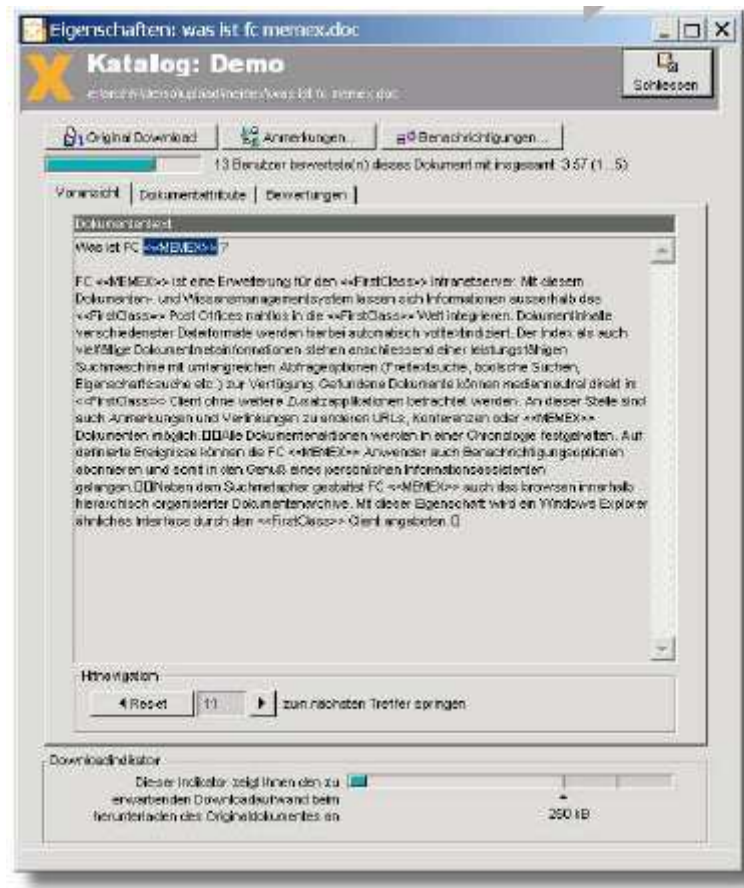 Eigenschaften: was ist fc memex.doc
Katalog: Demo
was ist fc memex.doc
Schliessen
Original Download
Anmerkungen...
Benachrichtigungen...
13 Benutzer bewertete(n) dieses Dokument mit insgesamt: 3.57 (1...5)
Voransicht
Dokumentattribute
Bewertungen
Dokumententext
Was ist FC <<MEMEX>> ?
FC <<MEMEX>> ist eine Erweiterung für den <<FirstClass>> Intranetserver. Mit diesem
Dokumenten- und Wissensmanagementsystem lassen sich Informationen ausserhalb des
<<FirstClass>> Post Offices nahtlos in die <<FirstClass>> Welt integrieren. Dokumentinhalte
verschiedenster Dateiformate werden hierbei automatisch volltextindiziert. Der Index als auch
vielfältige Dokumentmetainformationen stehen anschliessend einer leistungsfähigen
Suchmaschine mit umfangreichen Abfrageoptionen (Freitextsuche, boolsche Suchen,
Eigenschaftssuche etc.) zur Verfügung. Gefundene Dokumente können medienneutral direkt im
<<FirstClass>> Client ohne weitere Zusatzapplikationen betrachtet werden. An dieser Stelle sind
auch Anmerkungen und Verlinkungen zu anderen URLs, Konferenzen oder <<MEMEX>>
Dokumenten möglich.▯▯Alle Dokumentenaktionen werden in einer Chronologie festgehalten. Auf
definierte Ereignisse können die FC <<MEMEX>> Anwender auch Benachrichtigungsoptionen
abonnieren und somit in den Genuß eines persönlichen Informationsassistenten
gelangen.▯▯Neben dem Suchmetapher gestattet FC <<MEMEX>> auch das browsen innerhalb
hierarchisch organisierter Dokumentenarchive. Mit dieser Eigenschaft wird ein Windows Explorer
ähnliches Interface durch den <<FirstClass>> Client angeboten.▯
Hitnavigation
Reset
11
zum nächsten Treffer springen
Downloadindikator
Dieser Indikator zeigt Ihnen den zu
erwartenden Downloadaufwand beim
herunterladen des Originaldokumentes an
260 kB